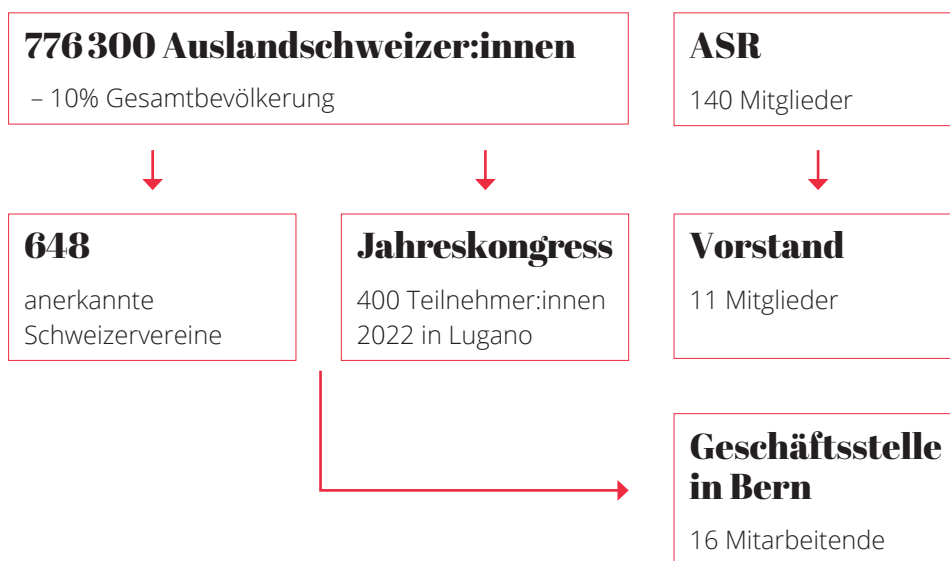 776 300 Auslandschweizer:innen
– 10% Gesamtbevölkerung
ASR
140 Mitglieder
648
anerkannte
Schweizervereine
Jahreskongress
400 Teilnehmer:innen
2022 in Lugano
Vorstand
11 Mitglieder
Geschäftsstelle
in Bern
16 Mitarbeitende